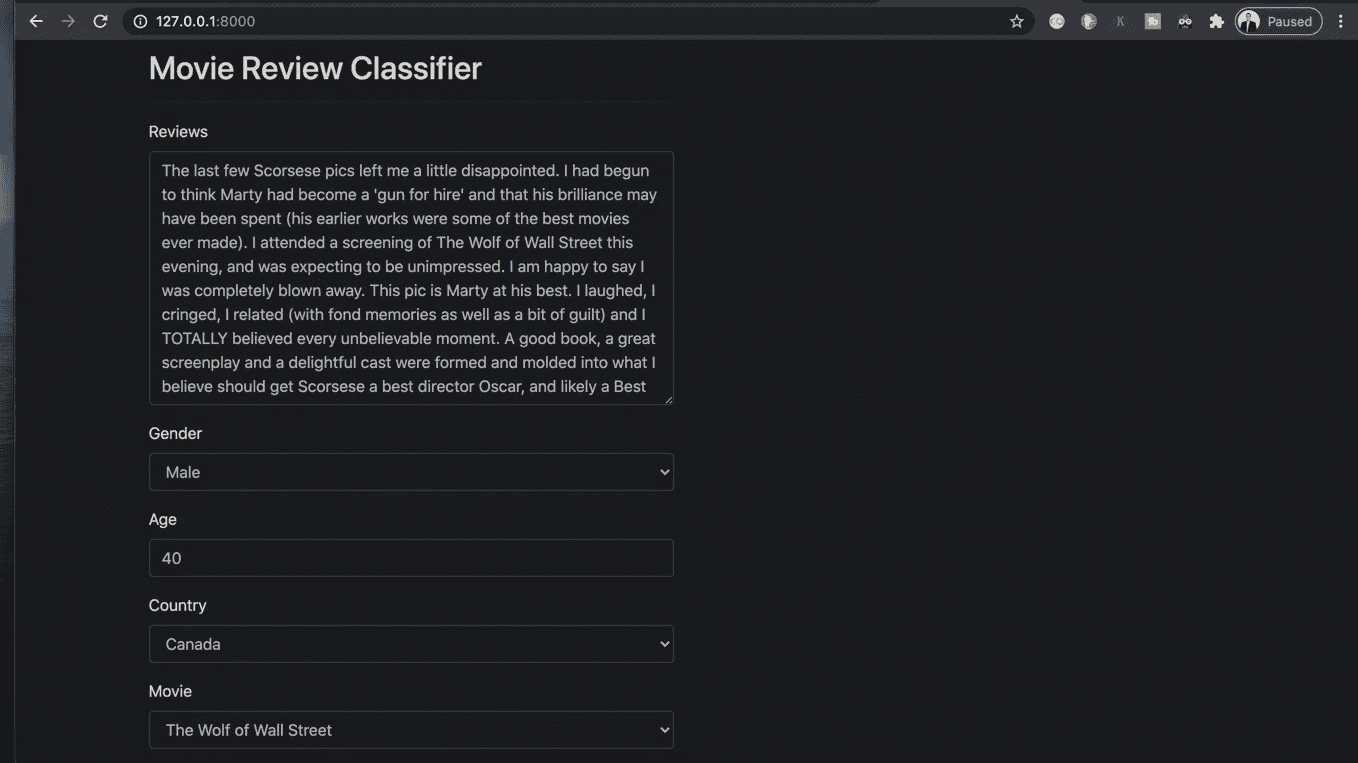 127.0.0.1:8000
Paused
Movie Review Classifier
Reviews
The last few Scorsese pics left me a little disappointed. I had begun
to think Marty had become a 'gun for hire' and that his brilliance may
have been spent (his earlier works were some of the best movies
ever made). I attended a screening of The Wolf of Wall Street this
evening, and was expecting to be unimpressed. I am happy to say I
was completely blown away. This pic is Marty at his best. I laughed, I
cringed, I related (with fond memories as well as a bit of guilt) and I
TOTALLY believed every unbelievable moment. A good book, a great
screenplay and a delightful cast were formed and molded into what I
believe should get Scorsese a best director Oscar, and likely a Best
Gender
Male
Age
40
Country
Canada
Movie
The Wolf of Wall Street